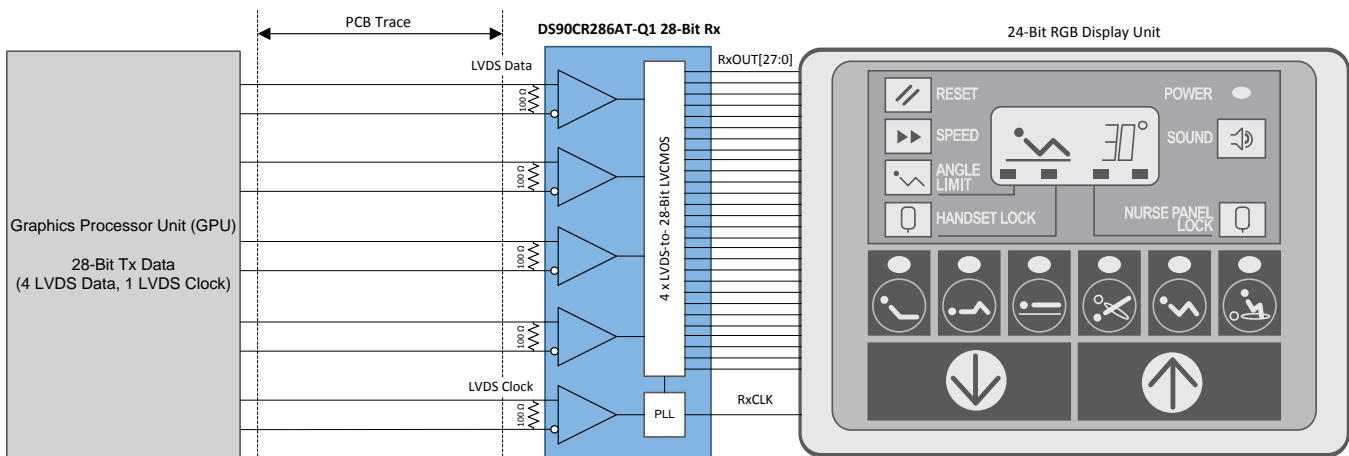 PCB Trace
DS90CR286AT-Q1 28-Bit Rx
24-Bit RGB Display Unit
LVDS Data
RxOUT[27:0]
100 Ω
100 Ω
100 Ω
100 Ω
LVDS Clock
100 Ω
4 x LVDS-to- 28-Bit LVCMOS
PLL
RxCLK
Graphics Processor Unit (GPU)
28-Bit Tx Data
(4 LVDS Data, 1 LVDS Clock)
RESET
POWER
SPEED
30°
SOUND
ANGLE
LIMIT
HANDSET LOCK
NURSE PANEL
LOCK